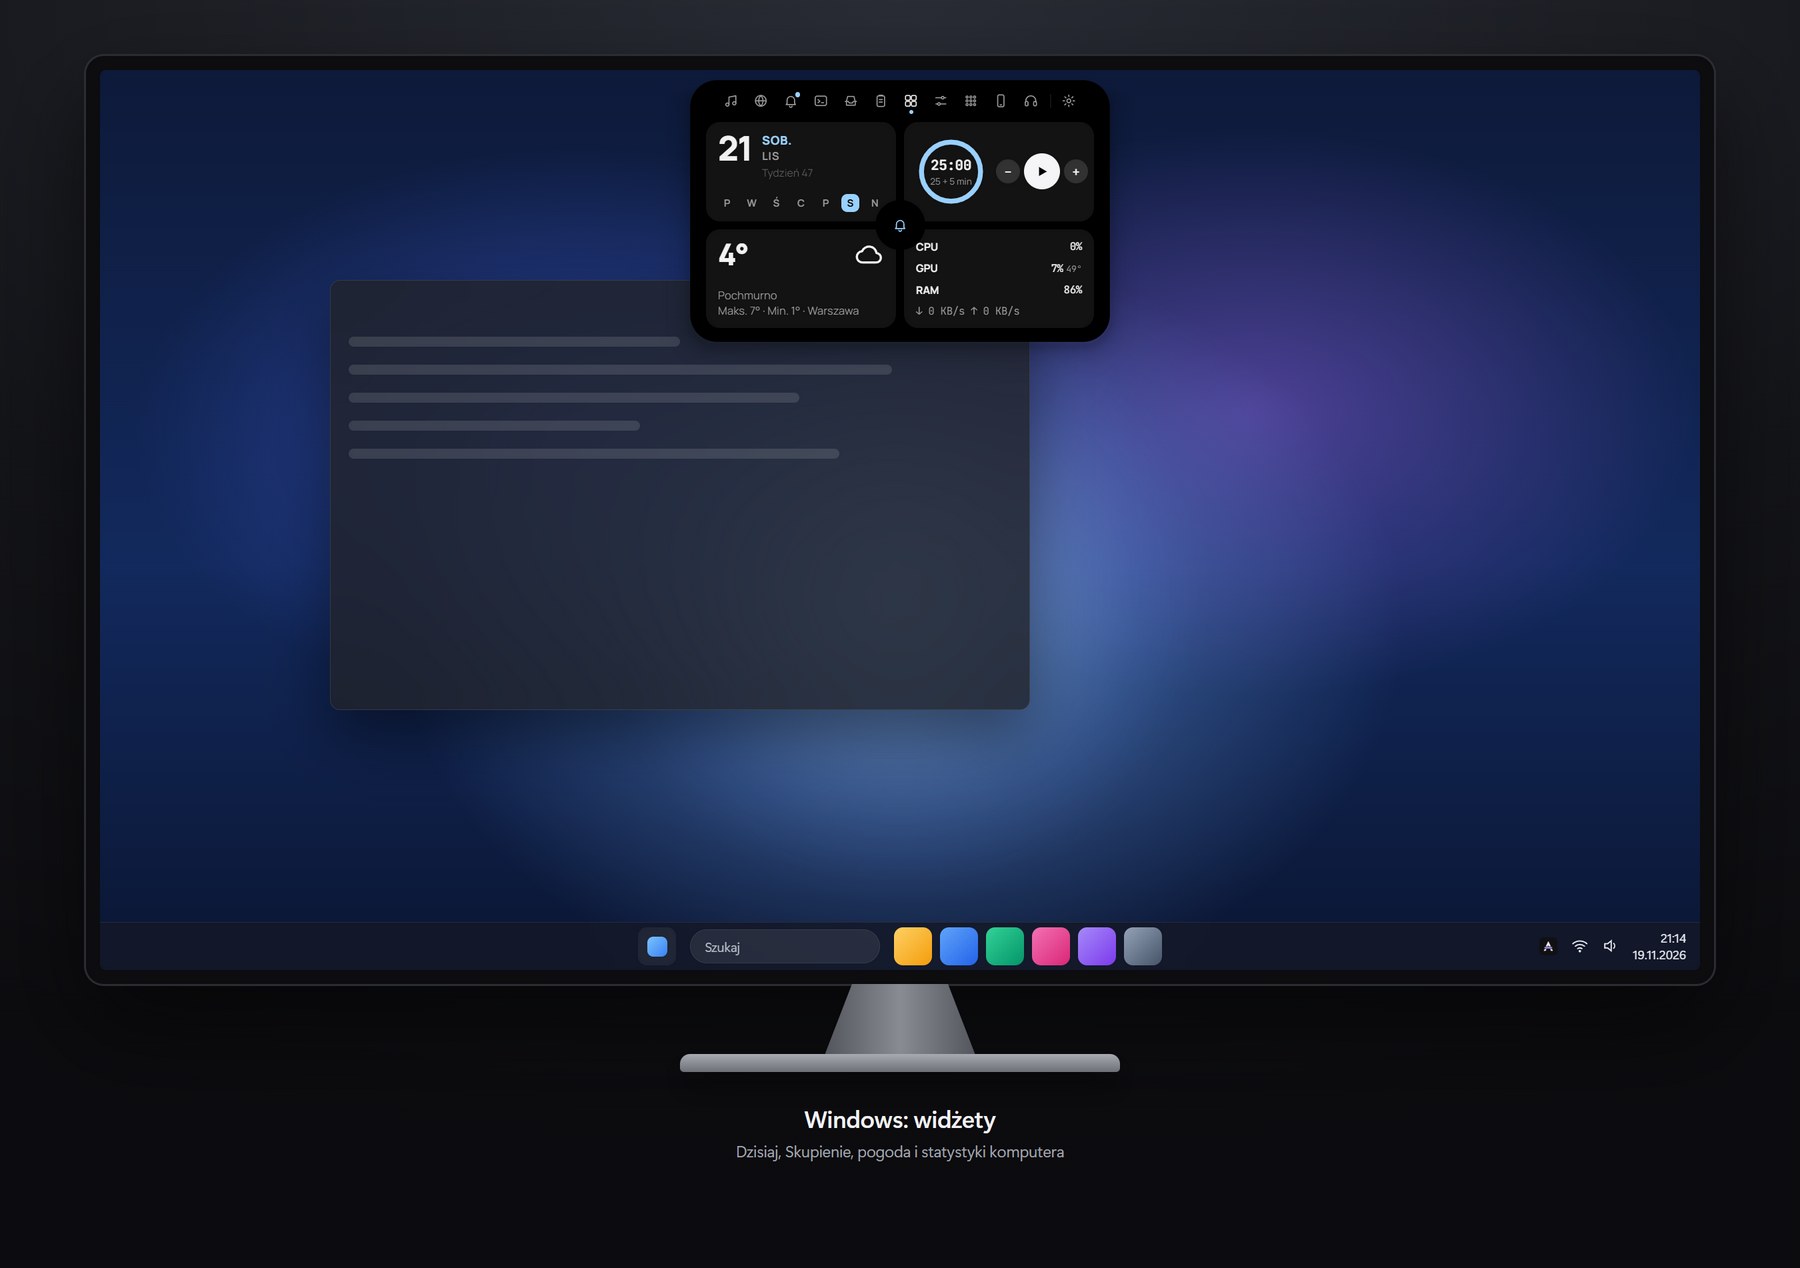 21 SOB.
LIS
Tydzień 47
P W Ś C P S N
25:00
25 + 5 min
− +
4°
Pochmurno
Maks. 7° · Min. 1° · Warszawa
CPU 0%
GPU 7% 49°
RAM 86%
↓ 0 KB/s ↑ 0 KB/s
Szukaj
21:14
19.11.2026
Windows: widżety
Dzisiaj, Skupienie, pogoda i statystyki komputera